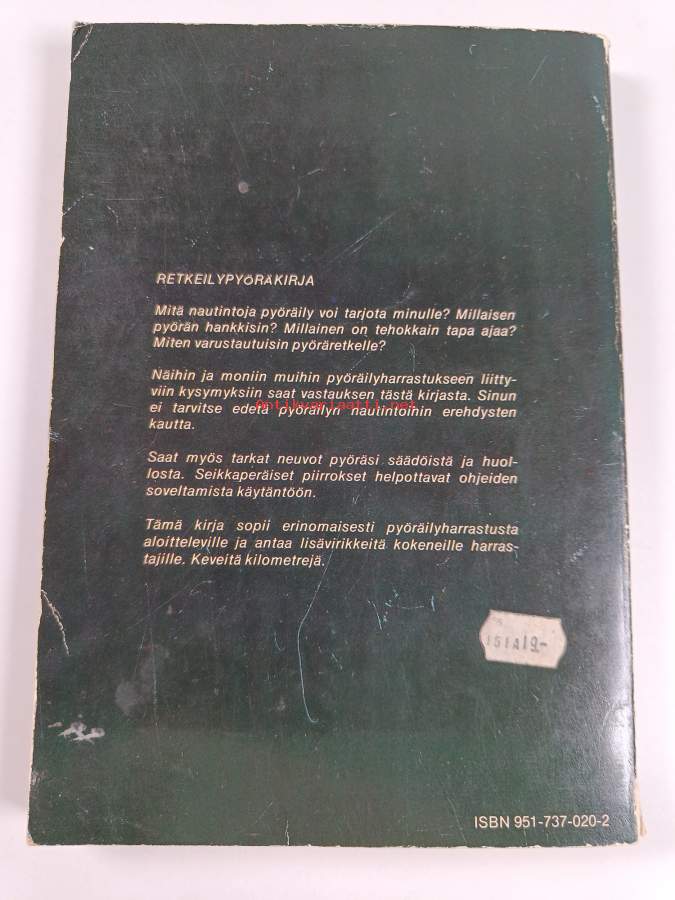 RETKEILYPYÖRÄKIRJA
Mitä nautintoja pyöräily voi tarjota minulle? Millaisen
pyörän hankkisin? Millainen on tehokkain tapa ajaa?
Miten varustautuisin pyöräretkelle?
Näihin ja moniin muihin pyöräilyharrastukseen liitty-
viin kysymyksiin saat vastauksen tästä kirjasta. Sinun
Antikvariaatti.net
ei tarvitse edetä pyöräilyn nautintoihin erehdysten
kautta.
Saat myös tarkat neuvot pyöräsi säädöistä ja huol-
losta. Seikkaperäiset piirrokset helpottavat ohjeiden
soveltamista käytäntöön.
Tämä kirja sopii erinomaisesti pyöräilyharrastusta
aloitteleville ja antaa lisävirikkeitä kokeneille harras-
tajille. Keveitä kilometrejä.
151A19-
ISBN 951-737-020-2